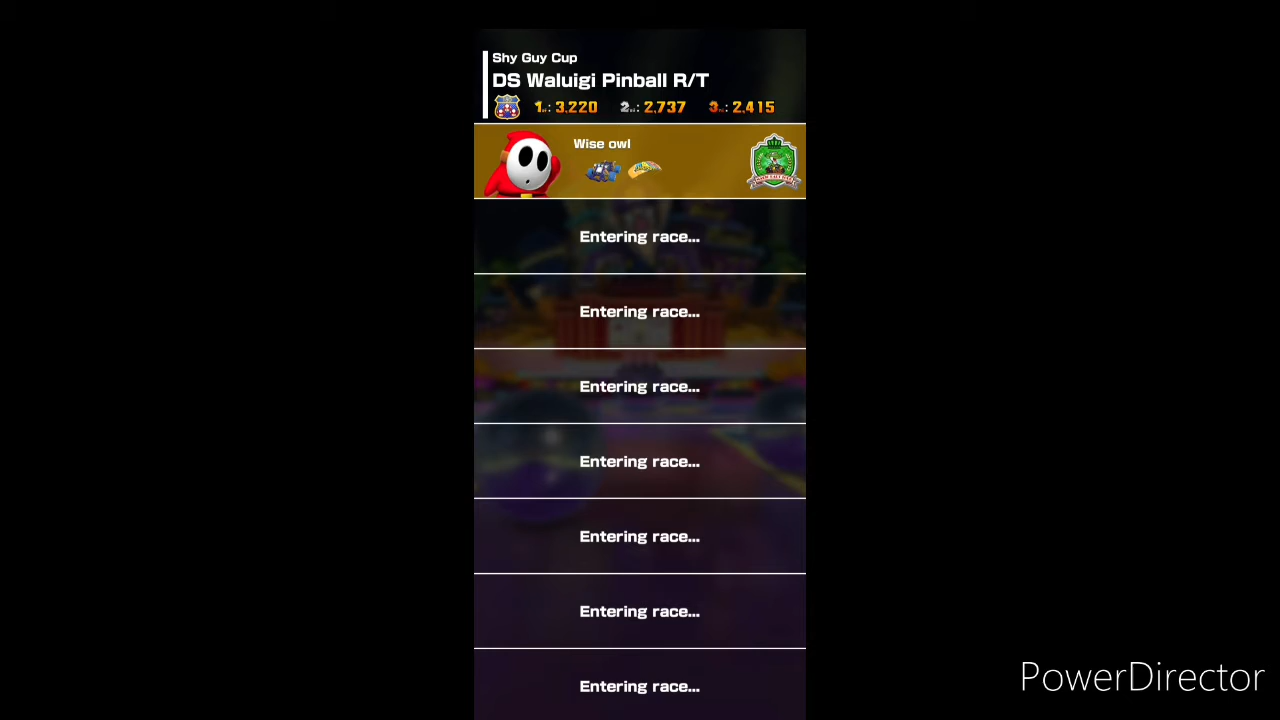 Shy Guy Cup
DS Waluigi Pinball R/T
1st: 3,220 2nd: 2,737 3rd: 2,415
Wise owl
Entering race...
Entering race...
Entering race...
Entering race...
Entering race...
Entering race...
Entering race...
PowerDirector